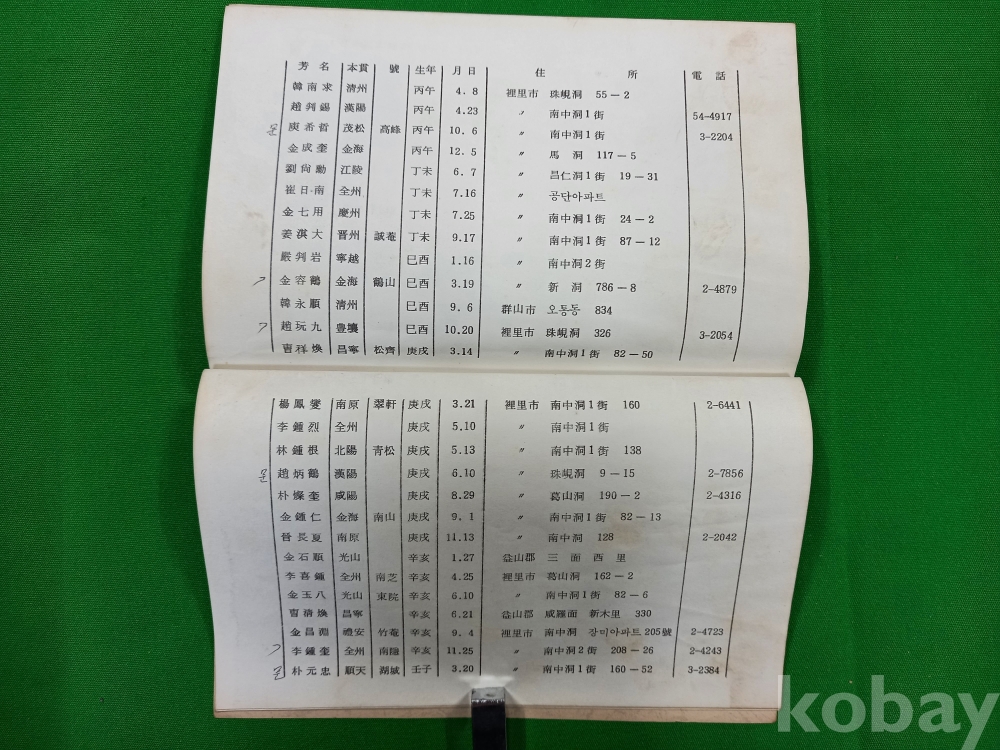 芳名 本貫 號 生年 月日 住所 電話
韓南求 清州 丙午 4. 8 裡里市 珠峴洞 55-2
趙判錫 漢陽 丙午 4.23 〃 南中洞1街 54-4917
庾希哲 茂松 高峰 丙午 10. 6 〃 南中洞1街 3-2204
金成奎 金海 丙午 12. 5 〃 馬洞 117-5
劉尙勳 江陵 丁未 6. 7 〃 昌仁洞1街 19-31
崔日南 全州 丁未 7.16 〃 공단아파트
金七用 慶州 丁未 7.25 〃 南中洞1街 24-2
姜淇大 晋州 誠菴 丁未 9.17 〃 南中洞1街 87-12
嚴判岩 寧越 巳酉 1.16 〃 南中洞2街
金容鶴 金海 鶴山 巳酉 3.19 〃 新洞 786-8 2-4879
韓永順 清州 巳酉 9. 6 群山市 오룡동 834
趙玩九 豊壤 巳酉 10.20 裡里市 珠峴洞 326 3-2054
曺祥煥 昌寧 松齊 庚戌 3.14 〃 南中洞1街 82-50
楊鳳燮 南原 翠軒 庚戌 3.21 裡里市 南中洞1街 160 2-6441
李鍾烈 全州 庚戌 5.10 〃 南中洞1街
林鍾根 北陽 青松 庚戌 5.13 〃 南中洞1街 138
趙炳鶴 漢陽 庚戌 6.10 〃 珠峴洞 9-15 2-7856
朴燦奎 咸陽 庚戌 8.29 〃 葛山洞 190-2 2-4316
金鍾仁 金海 南山 庚戌 9. 1 〃 南中洞1街 82-13
晉長夏 南原 庚戌 11.13 〃 南中洞 128 2-2042
金石順 光山 辛亥 1.27 益山郡 三面西里
李喜鍾 全州 南芝 辛亥 4.25 裡里市 葛山洞 162-2
金玉八 光山 東院 辛亥 6.10 〃 南中洞1街 82-6
曺清煥 昌寧 辛亥 6.21 益山郡 咸羅面 新木里 330
金昌淵 禮安 竹菴 辛亥 9. 4 裡里市 南中洞 장미아파트 205號 2-4723
李鍾奎 全州 南隱 辛亥 11.25 〃 南中洞2街 208-26 2-4243
朴元忠 順天 湖城 壬子 3.20 〃 南中洞1街 160-52 3-2384
kobay